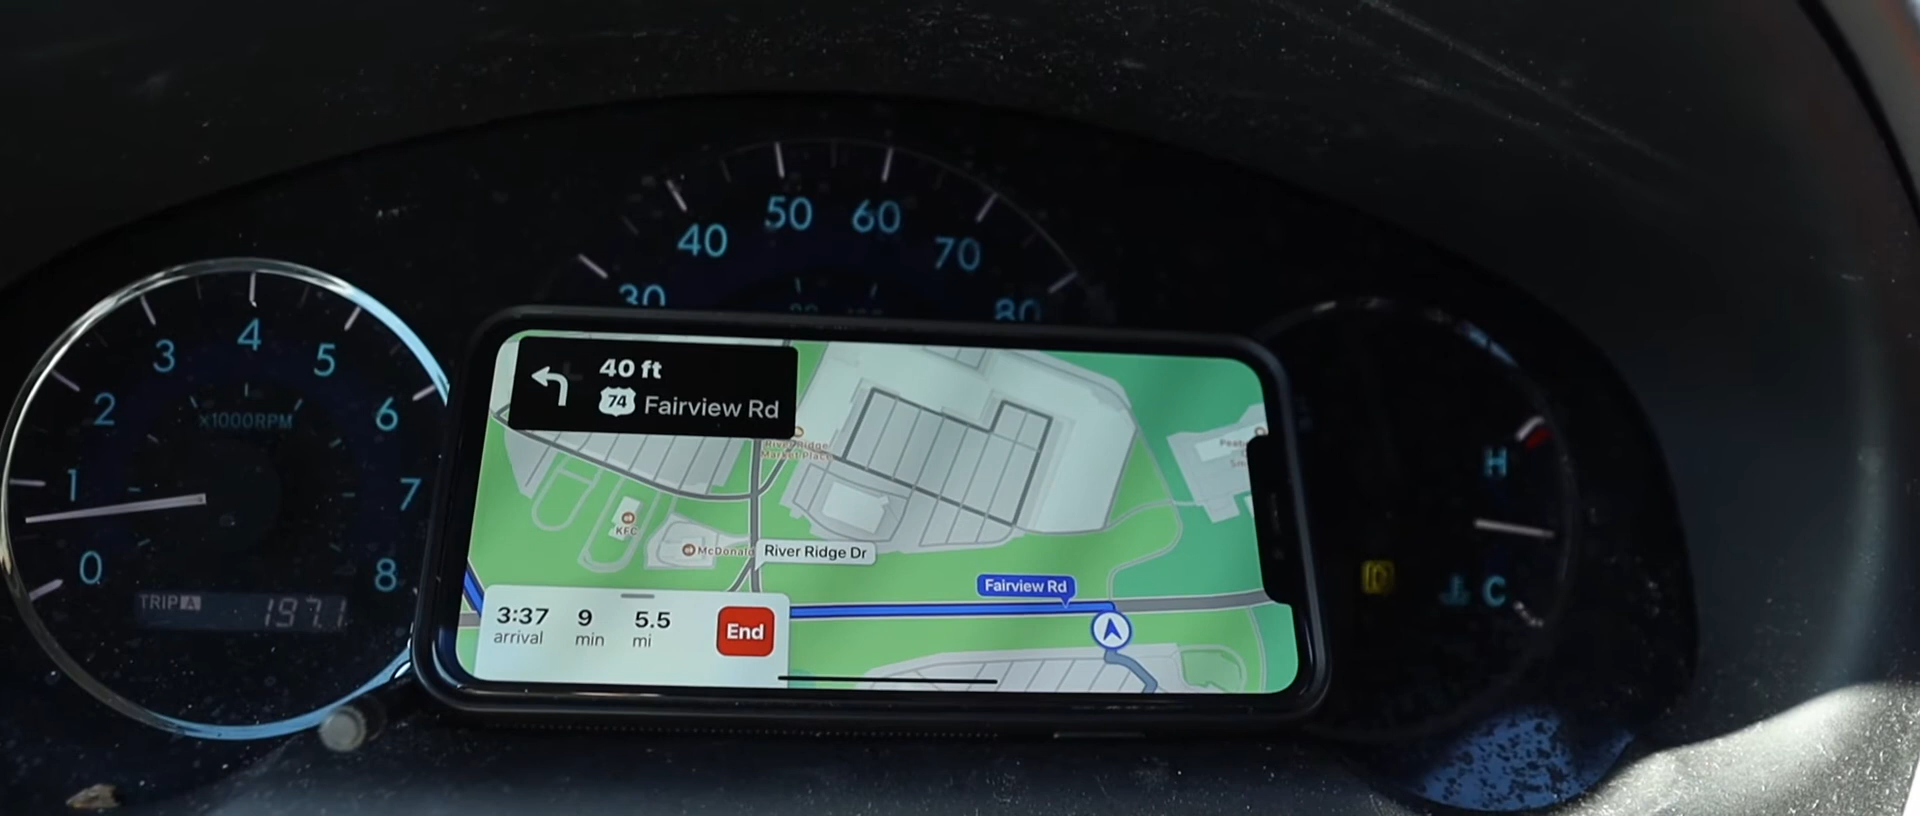 50
60
40
70
30
80
4
3
5
2
6
x1000RPM
1
7
0
8
TRIP A
197.1
40 ft
74 Fairview Rd
River Ridge
Market Place
KFC
McDonald
River Ridge Dr
Fairview Rd
3:37
9
5.5
arrival
min
mi
End
H
C